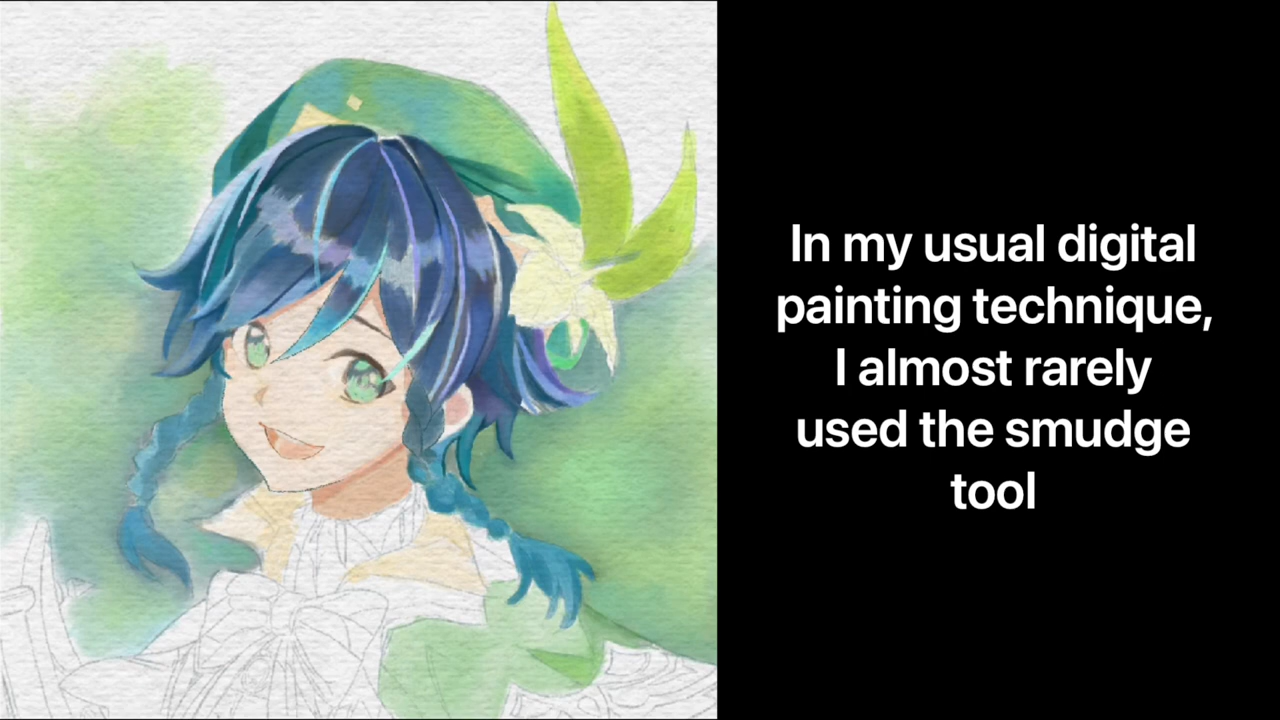 In my usual digital
painting technique,
I almost rarely
used the smudge
tool